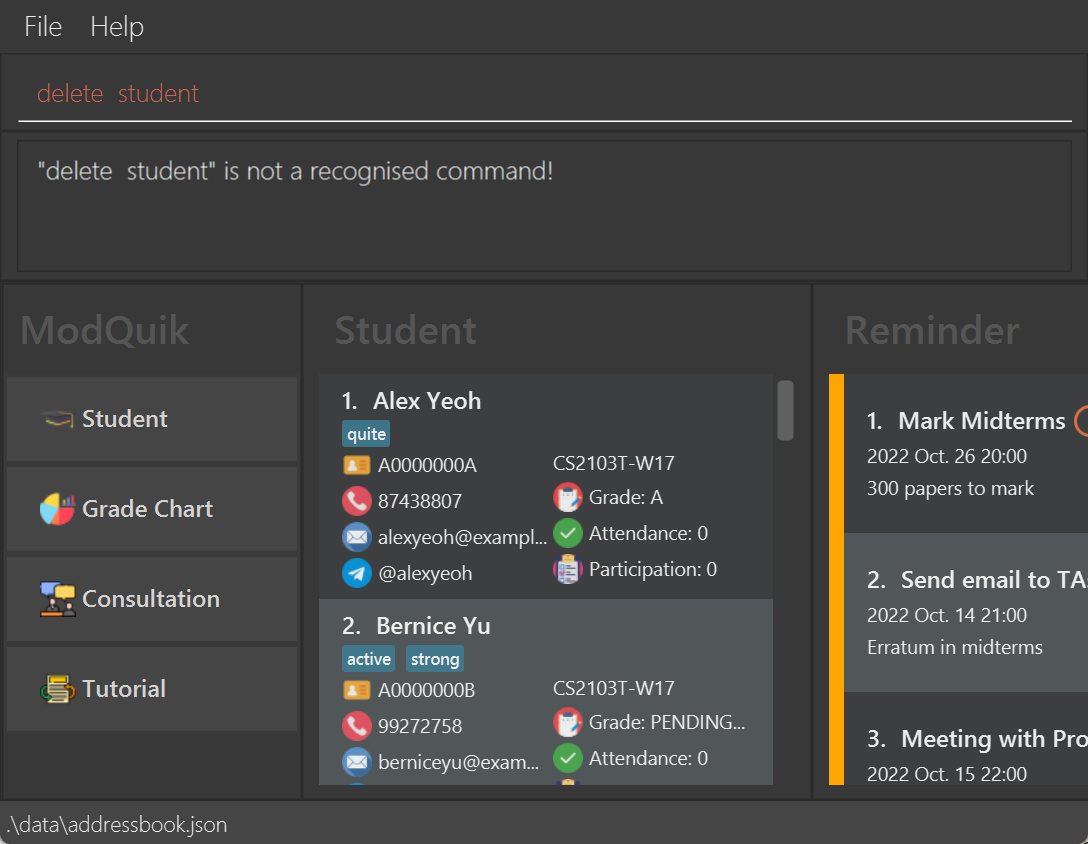 File Help
delete  student
"delete  student" is not a recognised command!
ModQuik
Student
Grade Chart
Consultation
Tutorial
Student
1. Alex Yeoh
quite
A0000000A
87438807
alexyeoh@exampl...
@alexyeoh
CS2103T-W17
Grade: A
Attendance: 0
Participation: 0
2. Bernice Yu
active strong
A0000000B
99272758
berniceyu@exam...
CS2103T-W17
Grade: PENDING...
Attendance: 0
Reminder
1. Mark Midterms
2022 Oct. 26 20:00
300 papers to mark
2. Send email to TA
2022 Oct. 14 21:00
Erratum in midterms
3. Meeting with Pro
2022 Oct. 15 22:00
.\data\addressbook.json